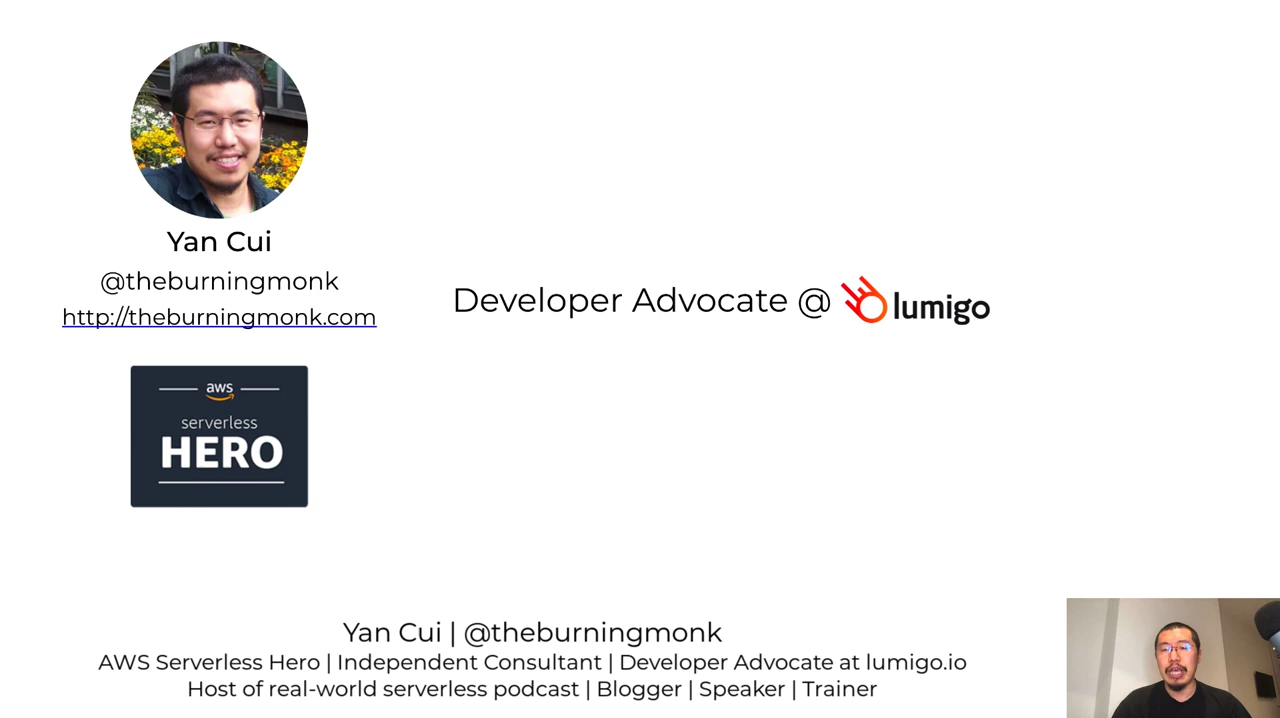 Yan Cui
@theburningmonk
http://theburningmonk.com
Developer Advocate @ lumigo
aws
serverless
HERO
Yan Cui | @theburningmonk
AWS Serverless Hero | Independent Consultant | Developer Advocate at lumigo.io
Host of real-world serverless podcast | Blogger | Speaker | Trainer